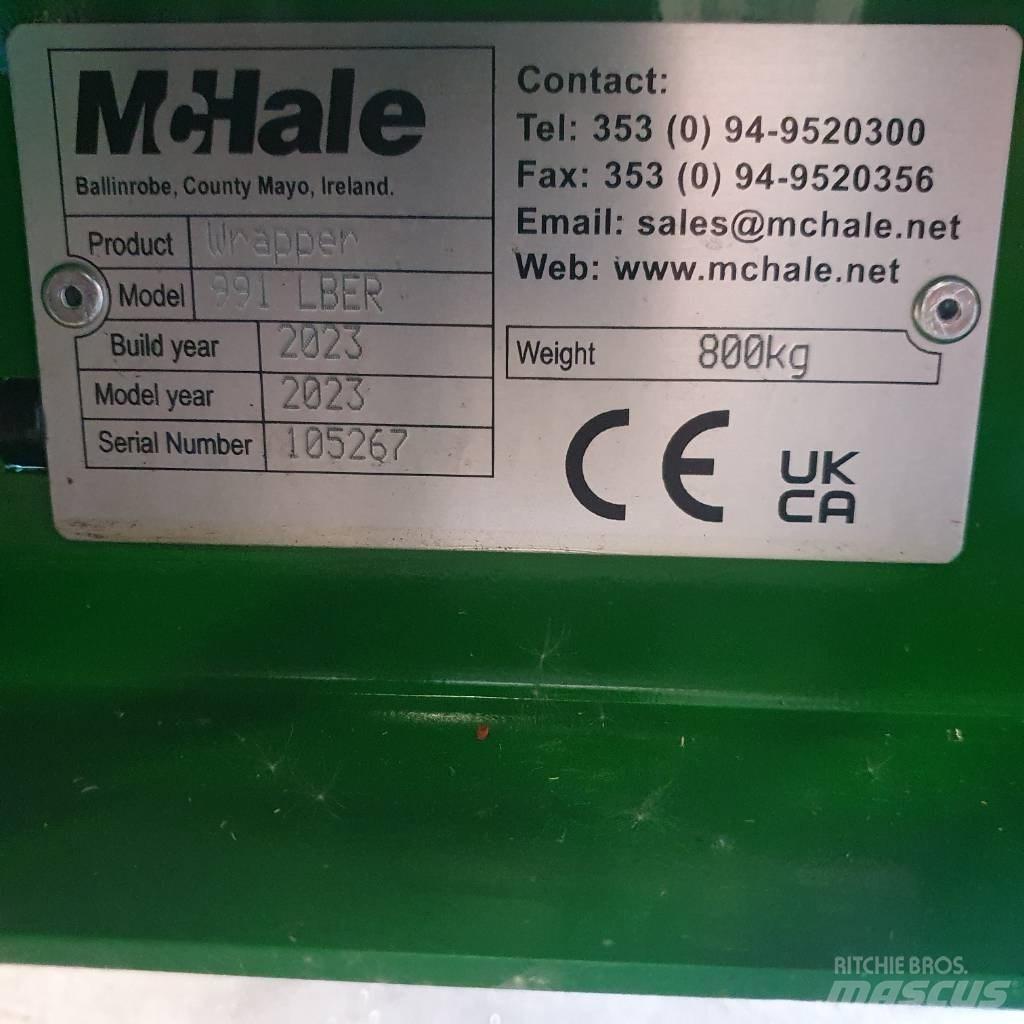 McHale
Ballinrobe, County Mayo, Ireland.
Product Wrapper
Model 991 LBER
Build year 2023
Model year 2023
Serial Number 105267
Contact:
Tel: 353 (0) 94-9520300
Fax: 353 (0) 94-9520356
Email: sales@mchale.net
Web: www.mchale.net
Weight 800kg
CE
UK
CA
RITCHIE BROS.
MASCUS